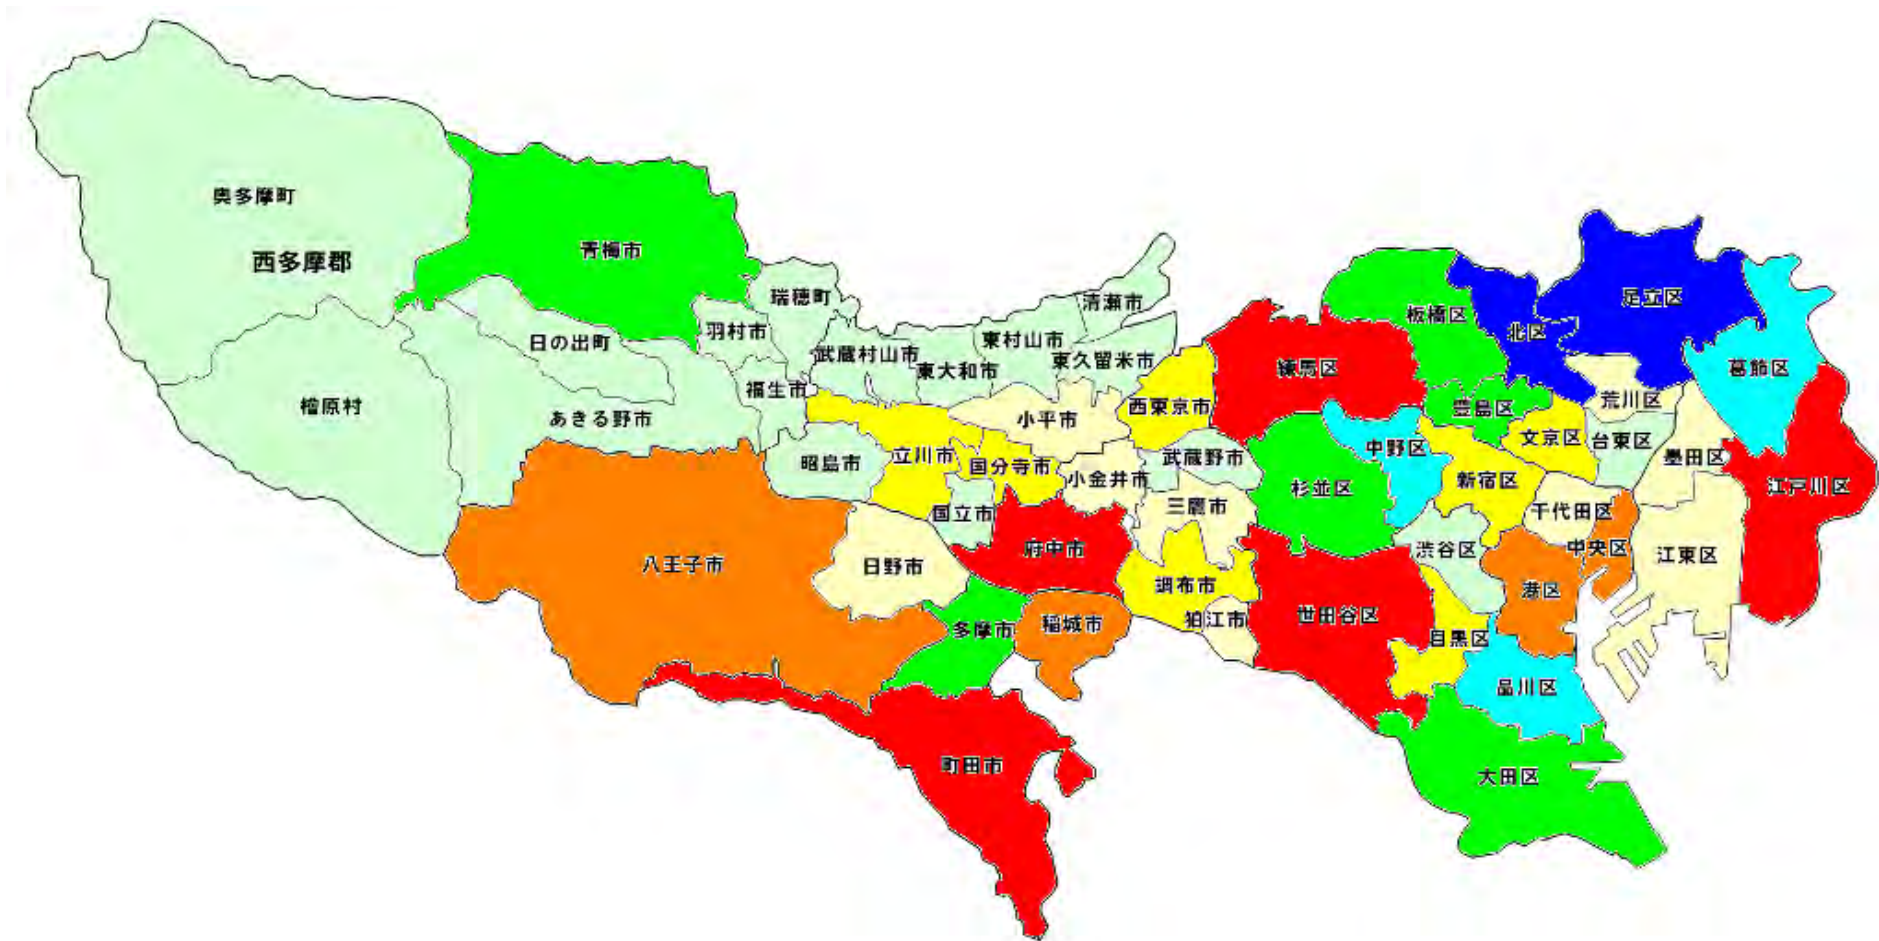 奥多摩町
西多摩郡
檜原村
青梅市
日の出町
あきる野市
羽村市
瑞穂町
福生市
武蔵村山市
東大和市
東村山市
清瀬市
東久留米市
昭島市
立川市
国分寺市
小平市
西東京市
小金井市
武蔵野市
国立市
三鷹市
八王子市
日野市
府中市
調布市
狛江市
多摩市
稲城市
町田市
練馬区
板橋区
北区
足立区
葛飾区
豊島区
荒川区
中野区
文京区
台東区
墨田区
江戸川区
杉並区
新宿区
千代田区
渋谷区
中央区
江東区
世田谷区
港区
目黒区
品川区
大田区